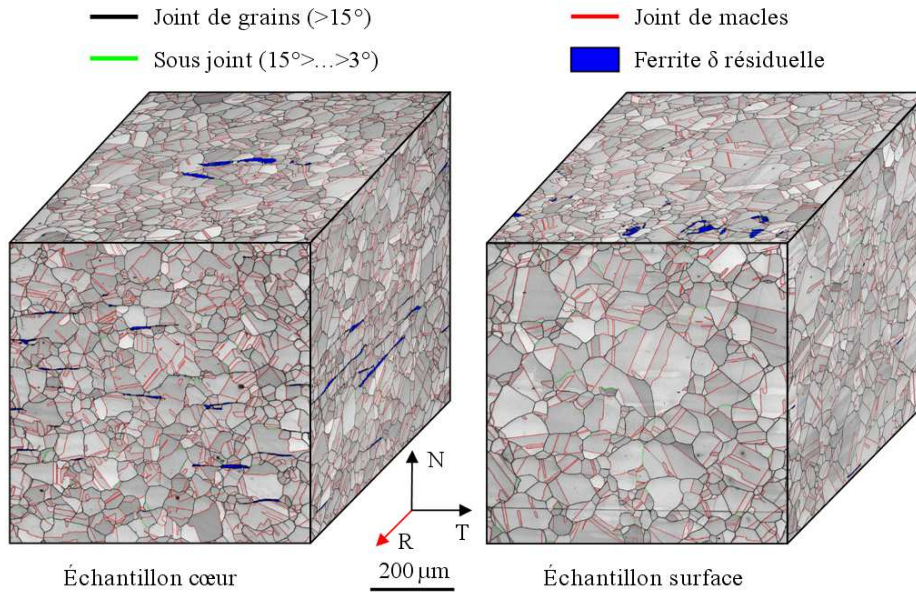 Joint de grains (>15°)
Joint de macles
Sous joint (15°>...>3°)
Ferrite δ résiduelle
N
T
R
200 µm
Échantillon cœur
Échantillon surface